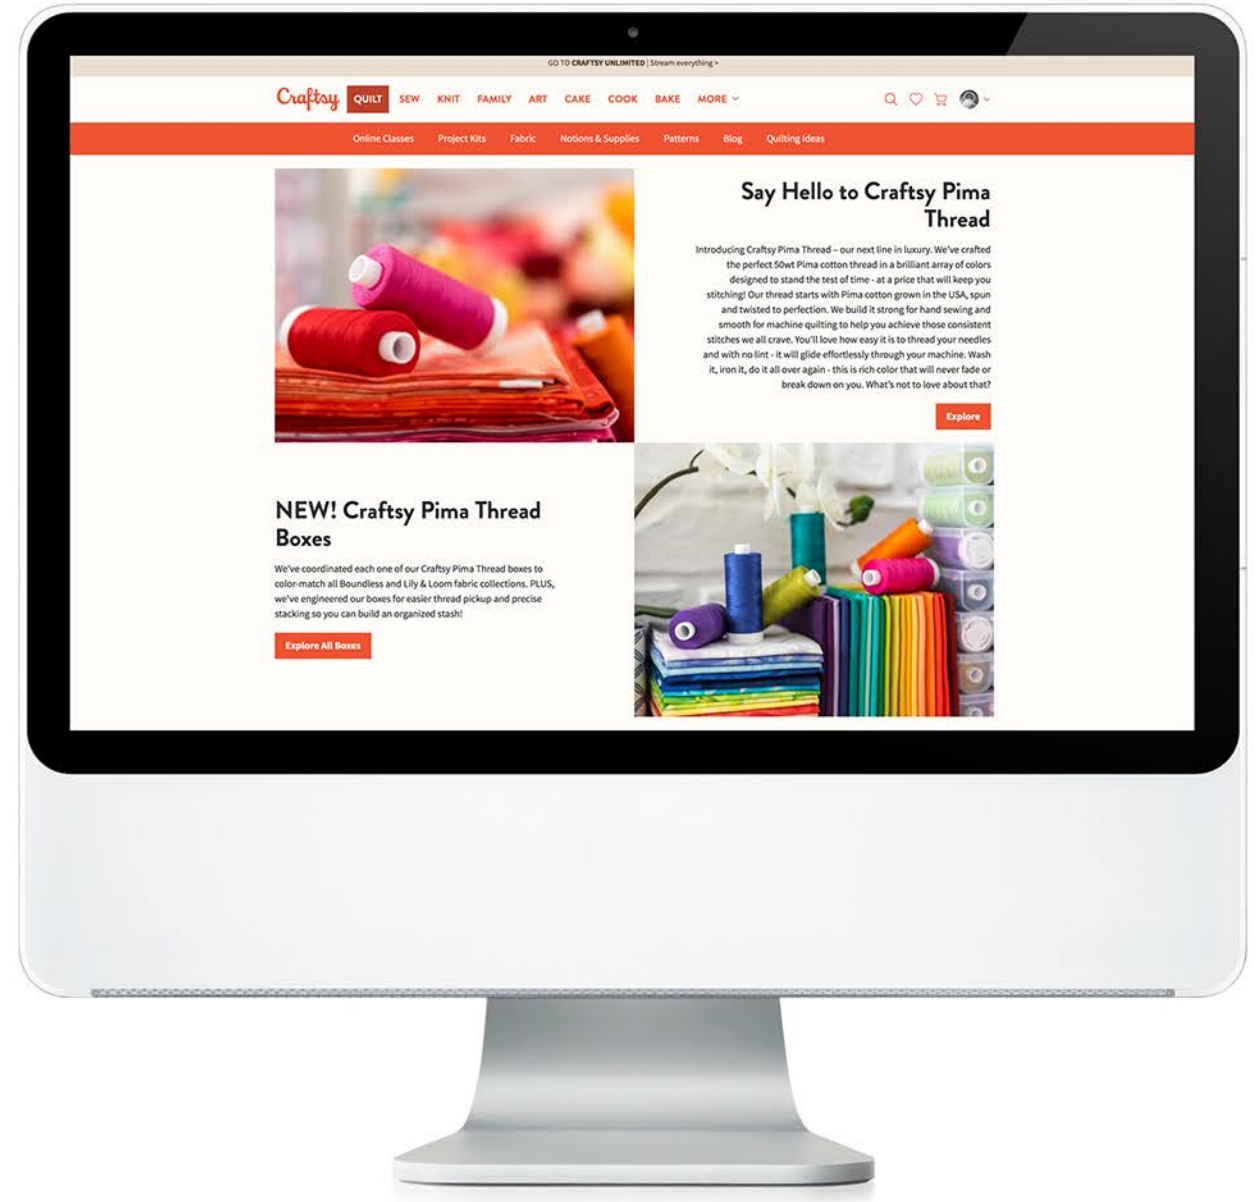 GO TO CRAFTSY UNLIMITED | Stream everything >
Craftsy QUILT SEW KNIT FAMILY ART CAKE COOK BAKE MORE
Online Classes Project Kits Fabric Notions & Supplies Patterns Blog Quilting Ideas
Say Hello to Craftsy Pima
Thread
Introducing Craftsy Pima Thread – our next line in luxury. We've crafted
the perfect 50wt Pima cotton thread in a brilliant array of colors
designed to stand the test of time - at a price that will keep you
stitching! Our thread starts with Pima cotton grown in the USA, spun
and twisted to perfection. We build it strong for hand sewing and
smooth for machine quilting to help you achieve those consistent
stitches we all crave. You'll love how easy it is to thread your needles
and with no lint - it will glide effortlessly through your machine. Wash
it, iron it, do it all over again - this is rich color that will never fade or
break down on you. What's not to love about that?
Explore
NEW! Craftsy Pima Thread
Boxes
We've coordinated each one of our Craftsy Pima Thread boxes to
color-match all Boundless and Lily & Loom fabric collections. PLUS,
we've engineered our boxes for easier thread pickup and precise
stacking so you can build an organized stash!
Explore All Boxes